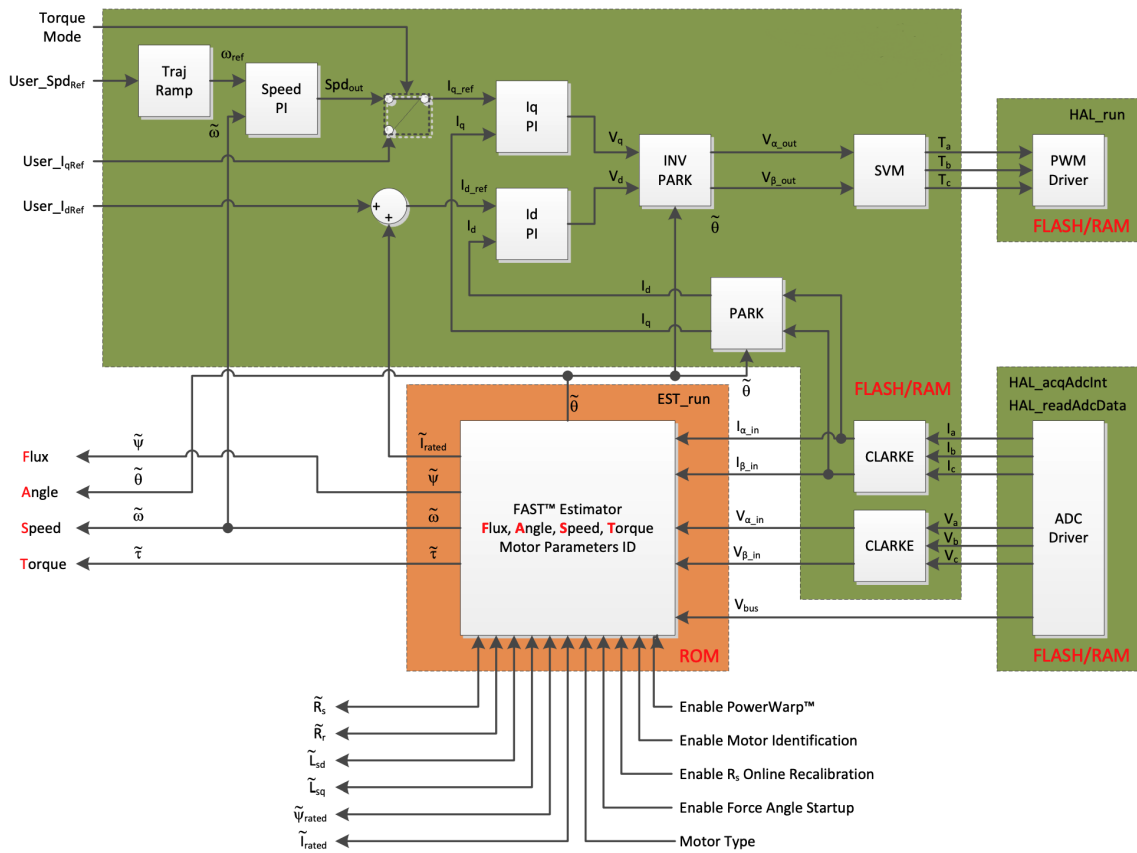 Torque
Mode
User_SpdRef
Traj
Ramp
ωref
Speed
PI
Spdout
ω̃
Iq_ref
Iq
Iq
PI
User_IqRef
User_IdRef
+
+
Id_ref
Id
Id
PI
Vq
Vd
INV
PARK
θ̃
Vα_out
Vβ_out
SVM
Ta
Tb
Tc
HAL_run
PWM
Driver
FLASH/RAM
Id
Iq
PARK
θ̃
FLASH/RAM
HAL_acqAdcInt
HAL_readAdcData
EST_run
θ̃
Ĩrated
ψ̃
ω̃
τ̃
Flux
ψ̃
Angle
θ̃
Speed
ω̃
Torque
τ̃
FAST™ Estimator
Flux, Angle, Speed, Torque
Motor Parameters ID
Iα_in
Iβ_in
Vα_in
Vβ_in
Vbus
CLARKE
CLARKE
Ia
Ib
Ic
Va
Vb
Vc
ADC
Driver
ROM
FLASH/RAM
R̃s
R̃r
L̃sd
L̃sq
ψ̃rated
Ĩrated
Enable PowerWarp™
Enable Motor Identification
Enable Rs Online Recalibration
Enable Force Angle Startup
Motor Type